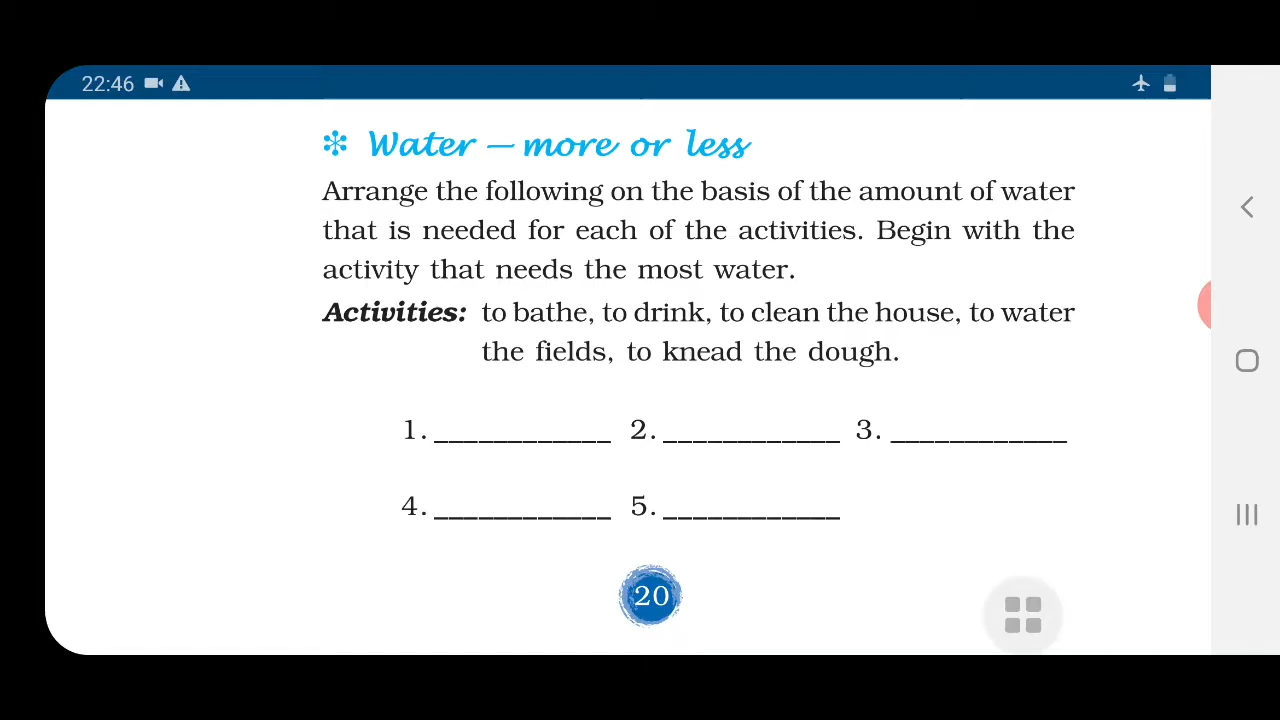 22:46
❇ Water – more or less
Arrange the following on the basis of the amount of water
that is needed for each of the activities. Begin with the
activity that needs the most water.
Activities: to bathe, to drink, to clean the house, to water
the fields, to knead the dough.
1. ____________ 2. ____________ 3. ____________
4. ____________ 5. ____________
20